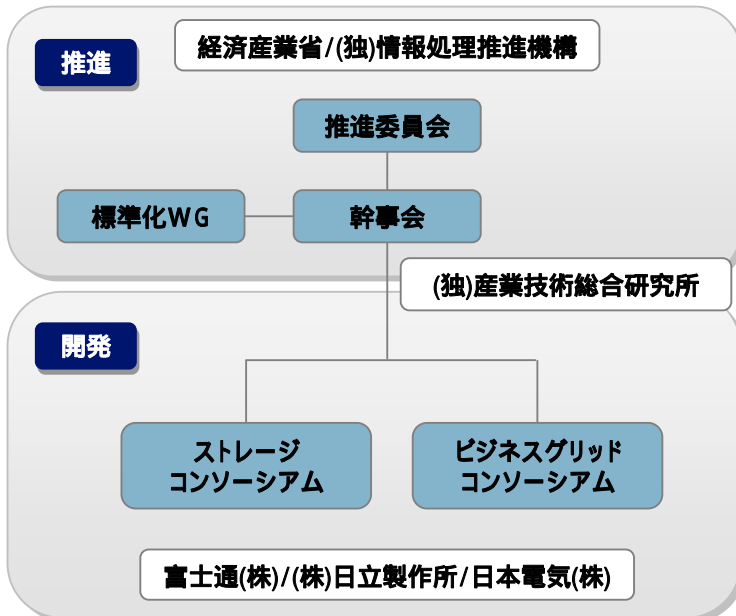 経済産業省/(独)情報処理推進機構
推進
推進委員会
標準化WG
幹事会
(独)産業技術総合研究所
開発
ストレージ
コンソーシアム
ビジネスグリッド
コンソーシアム
富士通(株)/(株)日立製作所/日本電気(株)